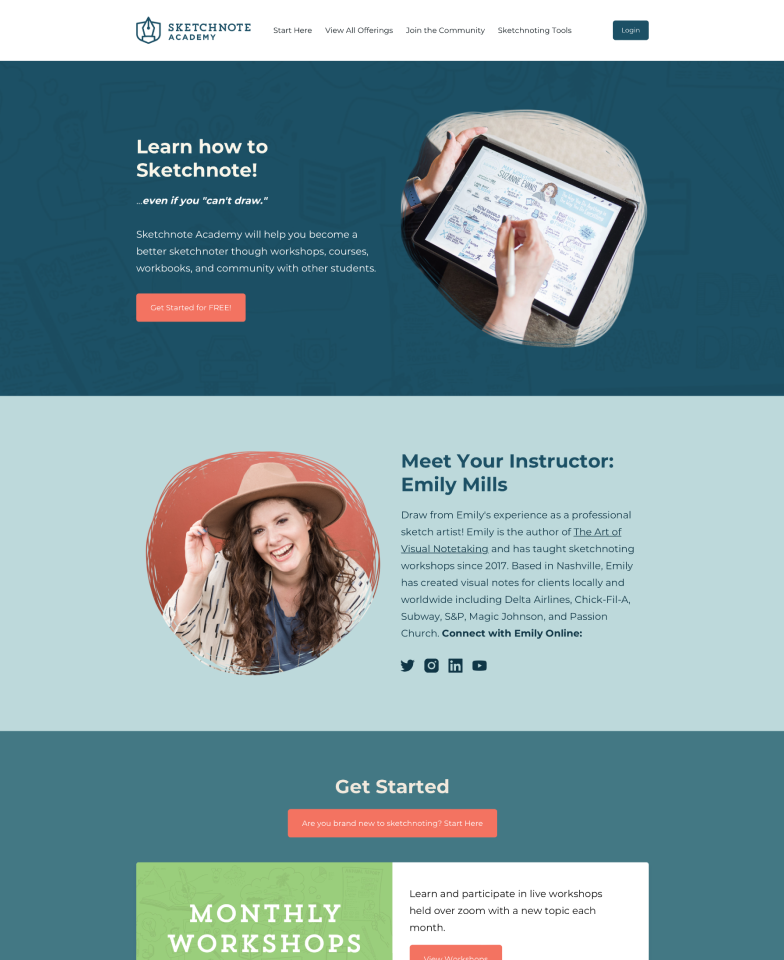 SKETCHNOTE
ACADEMY
Start Here
View All Offerings
Join the Community
Sketchnoting Tools
Login
Learn how to
Sketchnote!
...even if you "can't draw."
Sketchnote Academy will help you become a
better sketchnoter though workshops, courses,
workbooks, and community with other students.
Get Started for FREE!
SUZANNE EVANS
Meet Your Instructor:
Emily Mills
Draw from Emily's experience as a professional
sketch artist! Emily is the author of The Art of
Visual Notetaking and has taught sketchnoting
workshops since 2017. Based in Nashville, Emily
has created visual notes for clients locally and
worldwide including Delta Airlines, Chick-Fil-A,
Subway, S&P, Magic Johnson, and Passion
Church. Connect with Emily Online:
Get Started
Are you brand new to sketchnoting? Start Here
MONTHLY
WORKSHOPS
Learn and participate in live workshops
held over zoom with a new topic each
month.
View Workshops